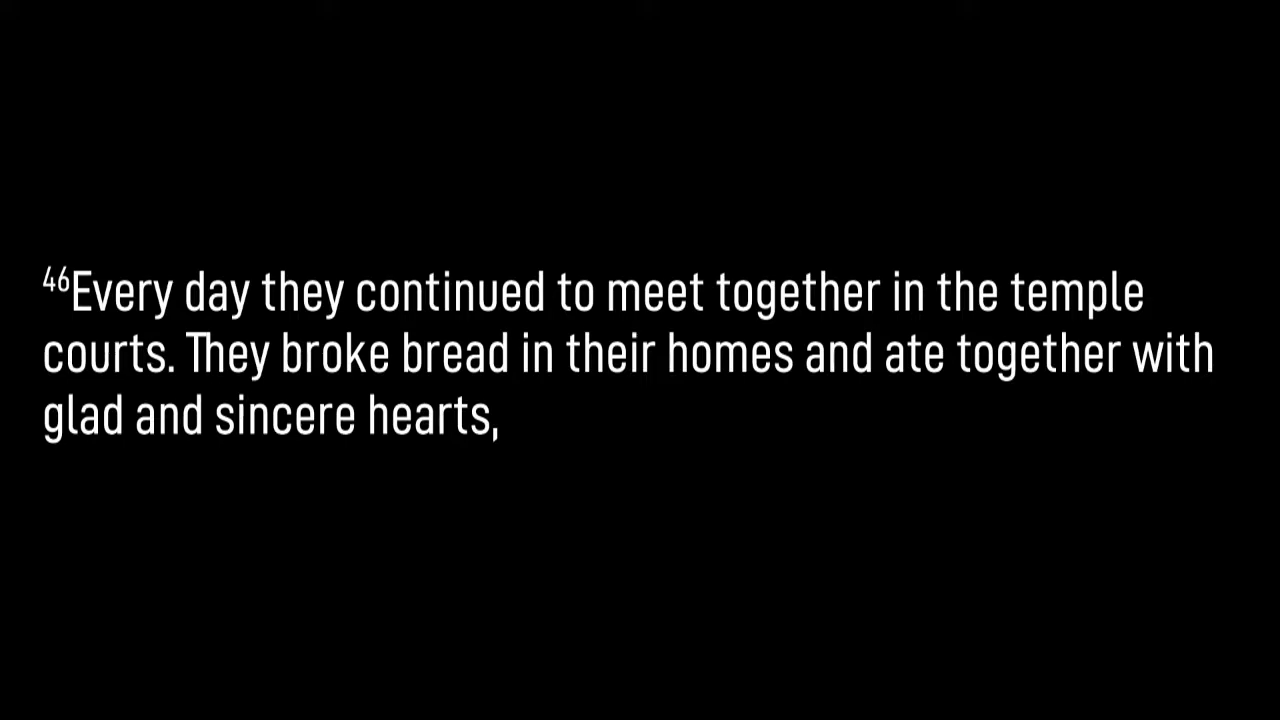 46Every day they continued to meet together in the temple
courts. They broke bread in their homes and ate together with
glad and sincere hearts,